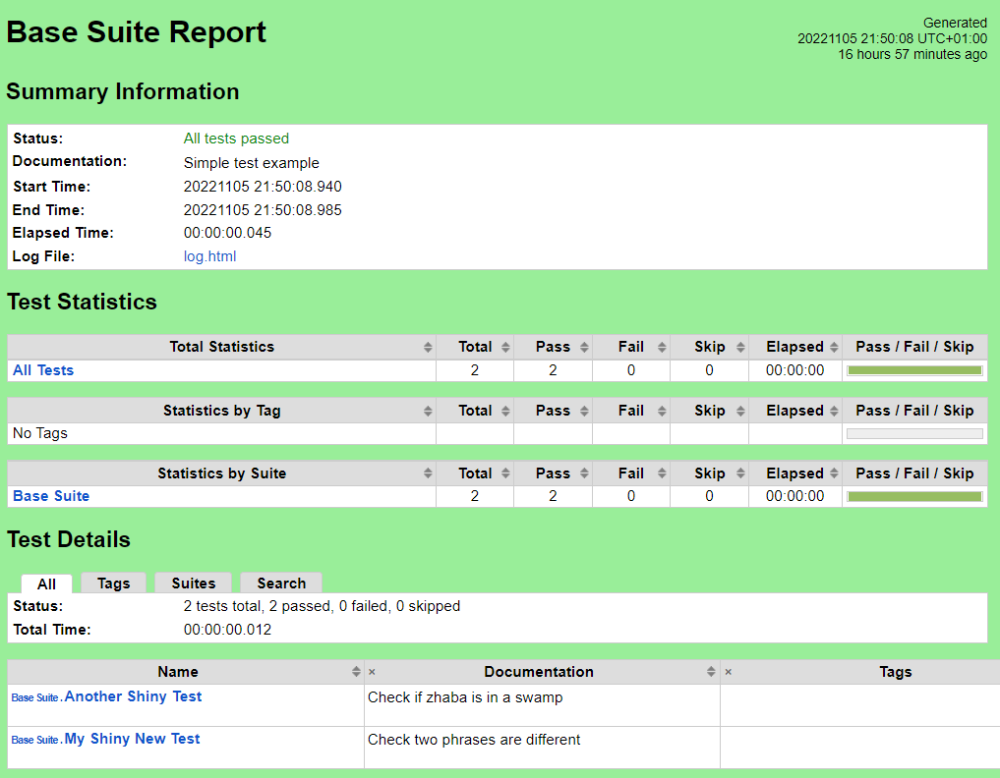 Base Suite Report
Generated
20221105 21:50:08 UTC+01:00
16 hours 57 minutes ago
Summary Information
Status: All tests passed
Documentation: Simple test example
Start Time: 20221105 21:50:08.940
End Time: 20221105 21:50:08.985
Elapsed Time: 00:00:00.045
Log File: log.html
Test Statistics
Total Statistics Total Pass Fail Skip Elapsed Pass / Fail / Skip
All Tests 2 2 0 0 00:00:00
Statistics by Tag Total Pass Fail Skip Elapsed Pass / Fail / Skip
No Tags
Statistics by Suite Total Pass Fail Skip Elapsed Pass / Fail / Skip
Base Suite 2 2 0 0 00:00:00
Test Details
All Tags Suites Search
Status: 2 tests total, 2 passed, 0 failed, 0 skipped
Total Time: 00:00:00.012
Name × Documentation × Tags
Base Suite . Another Shiny Test Check if zhaba is in a swamp
Base Suite . My Shiny New Test Check two phrases are different